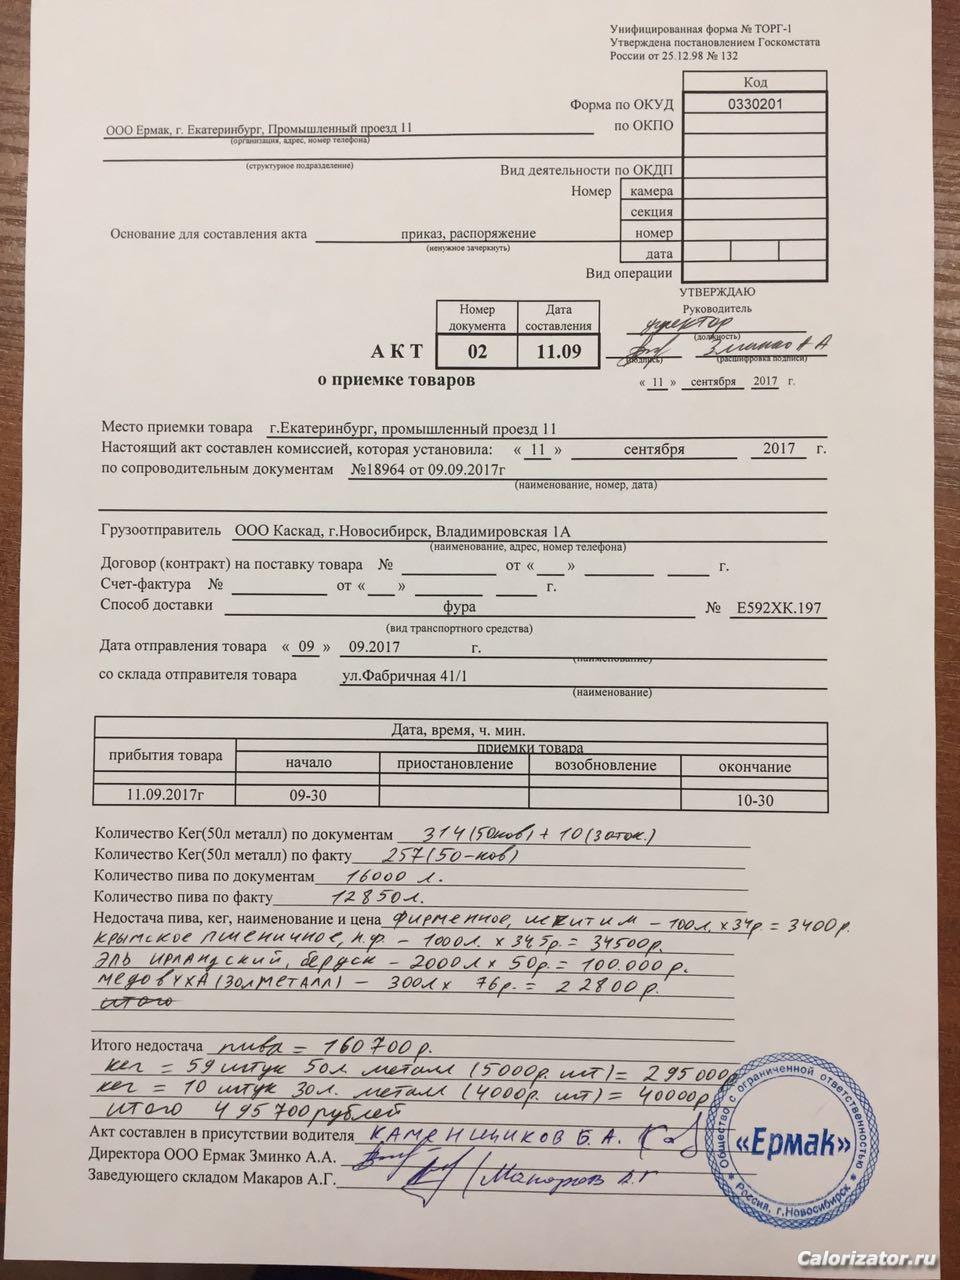 Унифицированная форма № ТОРГ-1
Утверждена постановлением Госкомстата
России от 25.12.98 № 132
Код
Форма по ОКУД 0330201
ООО Ермак, г. Екатеринбург, Промышленный проезд 11 по ОКПО
(организация, адрес, номер телефона)
(структурное подразделение)
Вид деятельности по ОКДП
Номер камера
секция
Основание для составления акта приказ, распоряжение номер
(ненужное зачеркнуть)
дата
Вид операции
УТВЕРЖДАЮ
Руководитель
Номер документа Дата составления
директор
(должность)
АКТ 02 11.09
Зминко А А
(подпись) (расшифровка подписи)
о приемке товаров
« 11 » сентября 2017 г.
Место приемки товара г.Екатеринбург, промышленный проезд 11
Настоящий акт составлен комиссией, которая установила: « 11 » сентября 2017 г.
по сопроводительным документам №18964 от 09.09.2017г
(наименование, номер, дата)
Грузоотправитель ООО Каскад, г.Новосибирск, Владимировская 1А
(наименование, адрес, номер телефона)
Договор (контракт) на поставку товара № от « » г.
Счет-фактура № от « » г.
Способ доставки фура № Е592ХК.197
(вид транспортного средства)
Дата отправления товара « 09 » 09.2017 г.
(наименование)
со склада отправителя товара ул.Фабричная 41/1
(наименование)
Дата, время, ч. мин.
прибытия товара приемки товара
начало приостановление возобновление окончание
11.09.2017г 09-30 10-30
Количество Кег(50л металл) по документам 314(50ков) + 10(30ток.)
Количество Кег(50л металл) по факту 257(50-ков)
Количество пива по документам 16000 л.
Количество пива по факту 12850л.
Недостача пива, кег, наименование и цена фирменное, искитим - 100л. х 34р. = 3400р.
крымское пшеничное, н.ф. - 1000л. х 34,5р. = 34500р.
Эль ирландский, бердск - 2000л х 50р. = 100.000р.
Медовуха (30л металл) - 300л х 76р. = 22800р.
итого
Итого недостача пива = 160700р.
кег = 59 штук 50л. металл (5000р. шт) = 295000р
кег = 10 штук 30л. металл (4000р. шт) = 40000р
итого 495700рублей
Акт составлен в присутствии водителя Каменщиков Б.А.
Директора ООО Ермак Зминко А.А.
Заведующего складом Макаров А.Г. Макаров А.Г
Общество с ограниченной ответственностью
«Ермак»
Россия, г.Новосибирск
Calorizator.ru